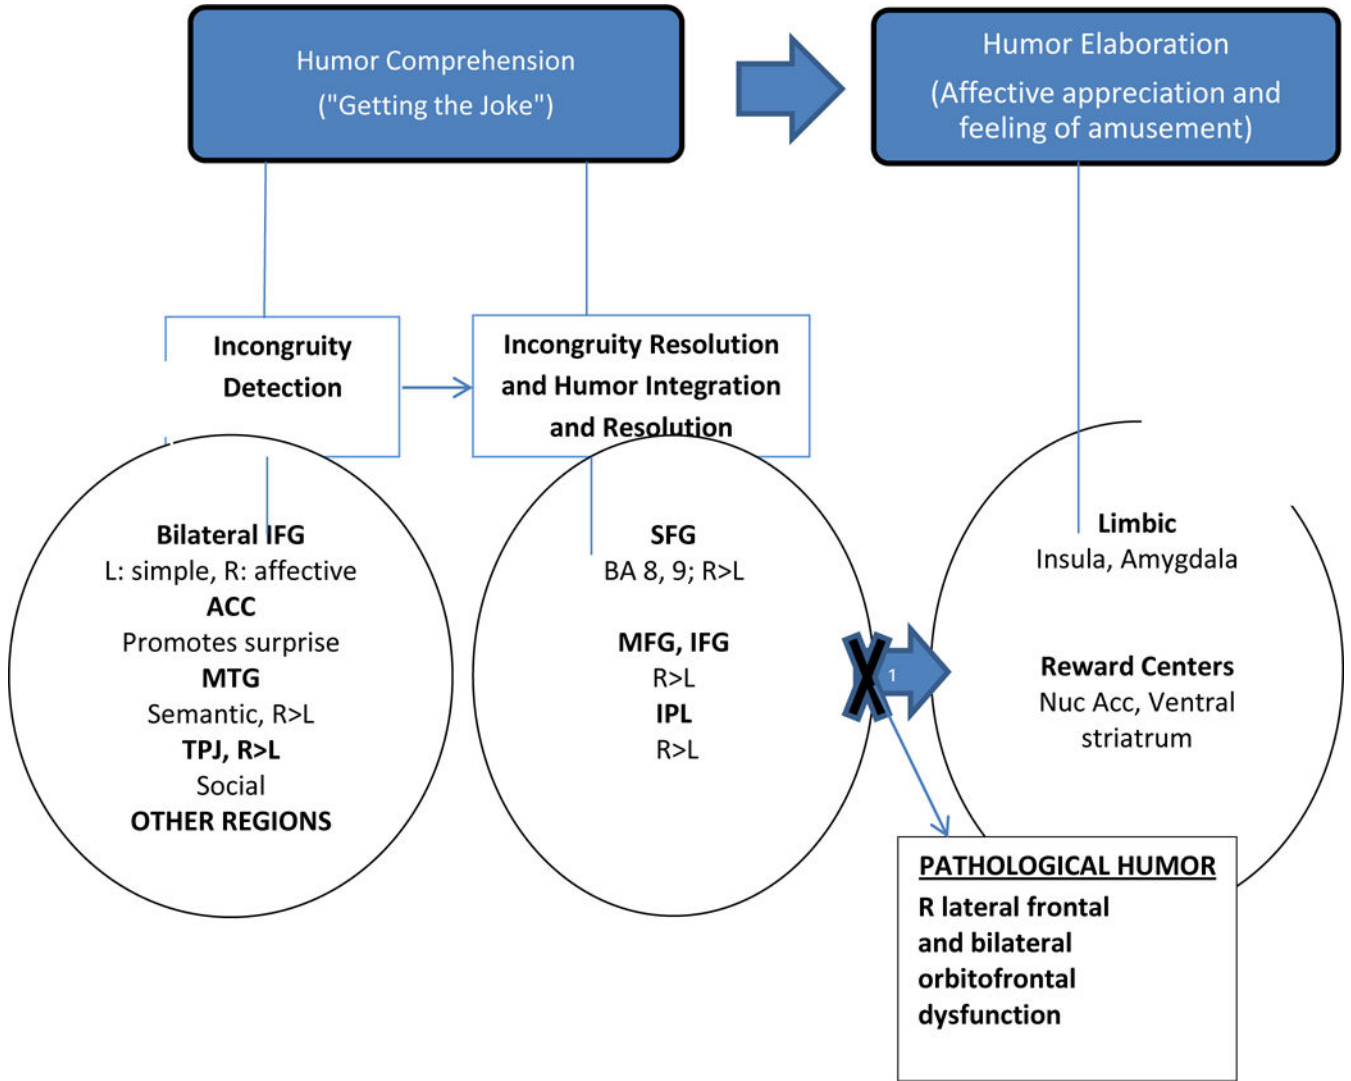 Humor Comprehension
("Getting the Joke")
Humor Elaboration
(Affective appreciation and
feeling of amusement)
Incongruity
Detection
Incongruity Resolution
and Humor Integration
and Resolution
Bilateral IFG
L: simple, R: affective
ACC
Promotes surprise
MTG
Semantic, R>L
TPJ, R>L
Social
OTHER REGIONS
SFG
BA 8, 9; R>L
MFG, IFG
R>L
IPL
R>L
1
Limbic
Insula, Amygdala
Reward Centers
Nuc Acc, Ventral
striatrum
PATHOLOGICAL HUMOR
R lateral frontal
and bilateral
orbitofrontal
dysfunction